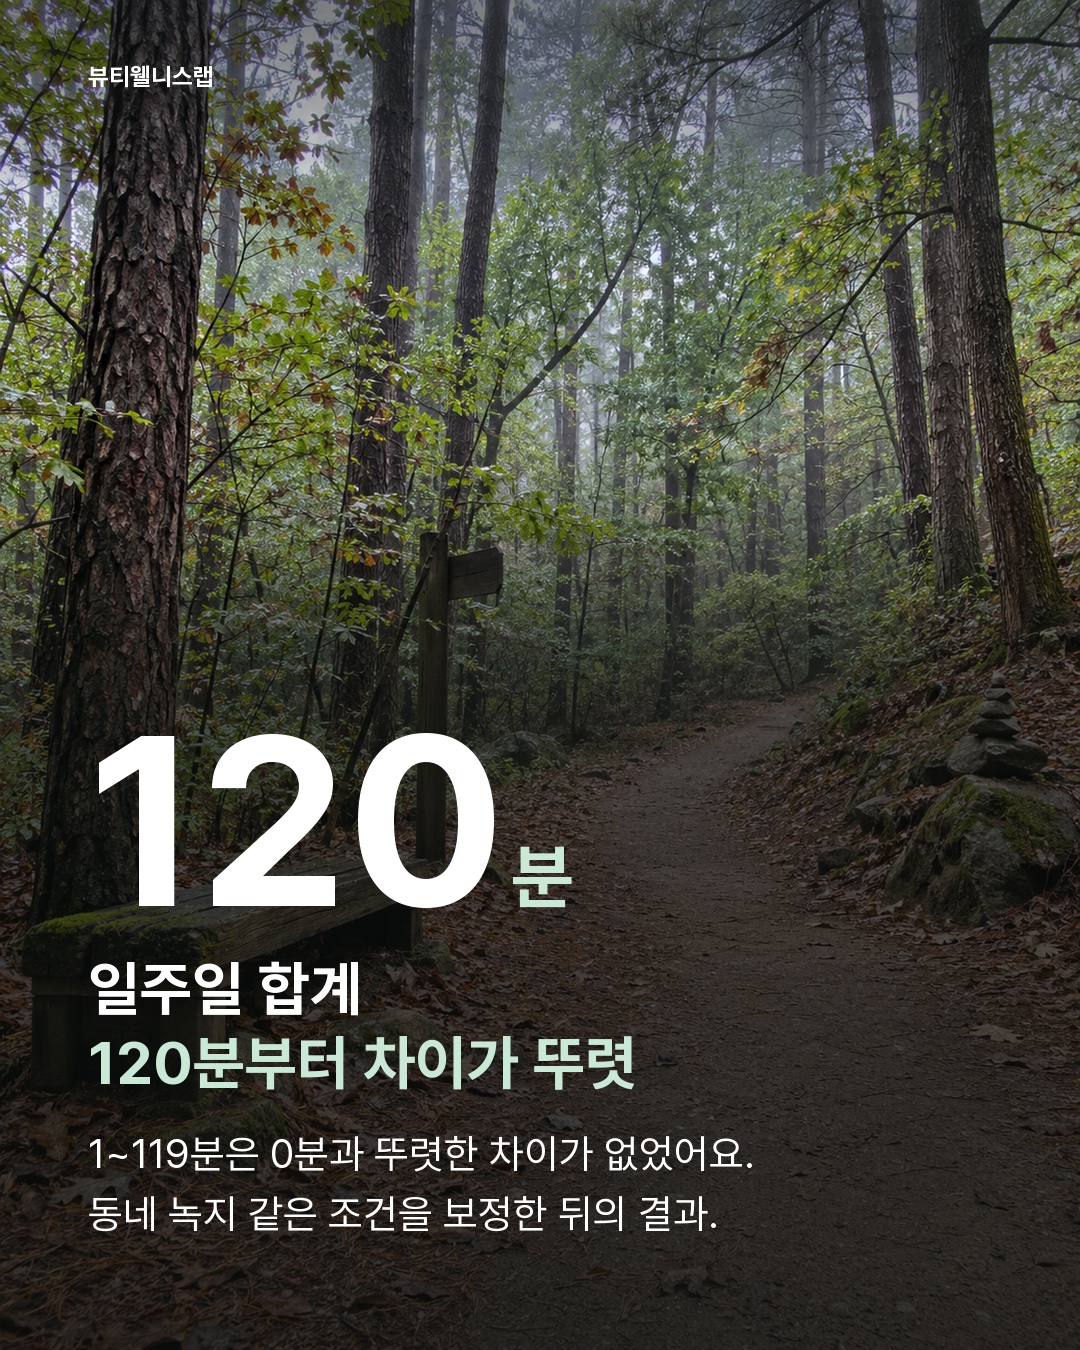 뷰티웰니스랩
120분
일주일 합계
120분부터 차이가 뚜렷
1~119분은 0분과 뚜렷한 차이가 없었어요.
동네 녹지 같은 조건을 보정한 뒤의 결과.